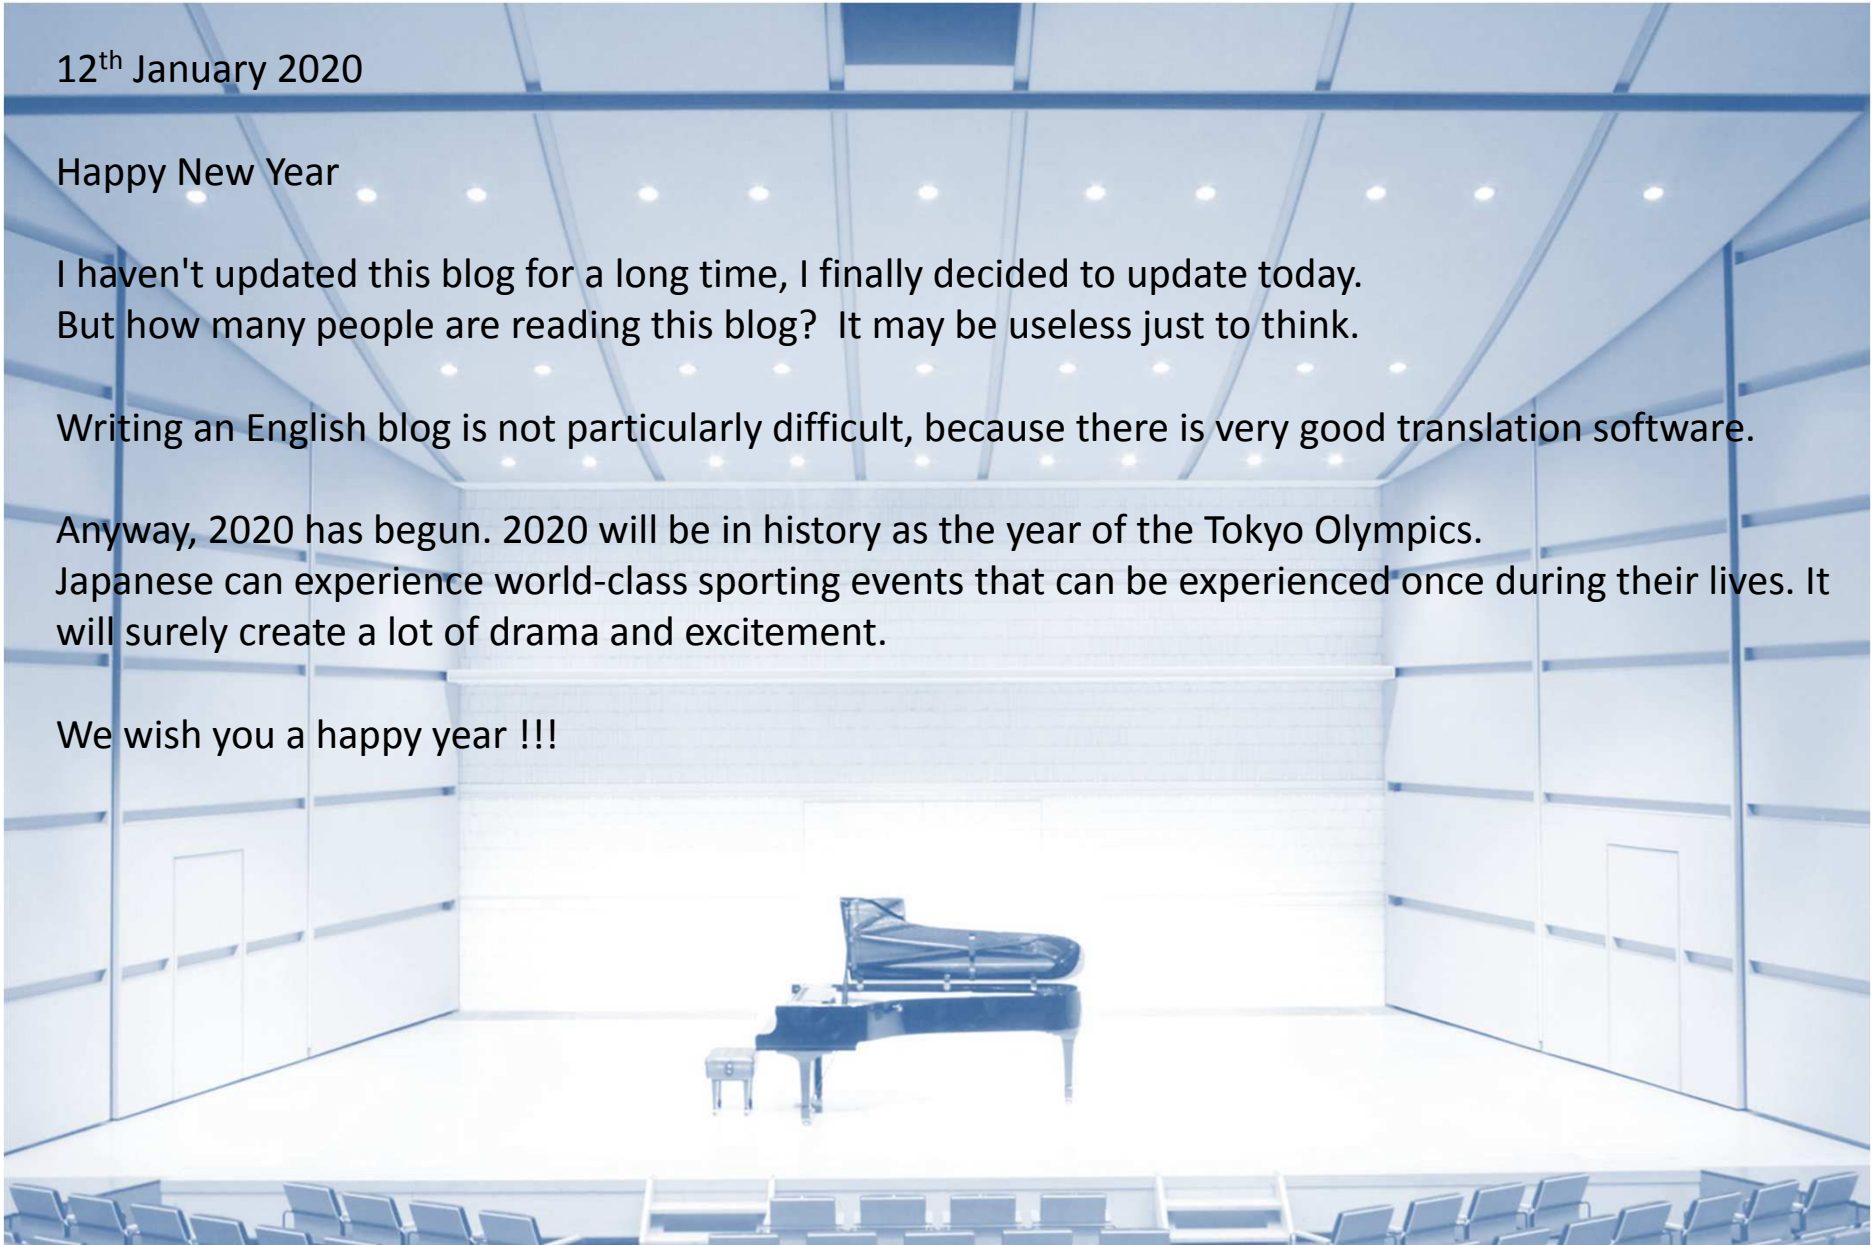 12th January 2020
Happy New Year
I haven't updated this blog for a long time, I finally decided to update today.
But how many people are reading this blog?  It may be useless just to think.
Writing an English blog is not particularly difficult, because there is very good translation software.
Anyway, 2020 has begun. 2020 will be in history as the year of the Tokyo Olympics.
Japanese can experience world-class sporting events that can be experienced once during their lives. It
will surely create a lot of drama and excitement.
We wish you a happy year !!!